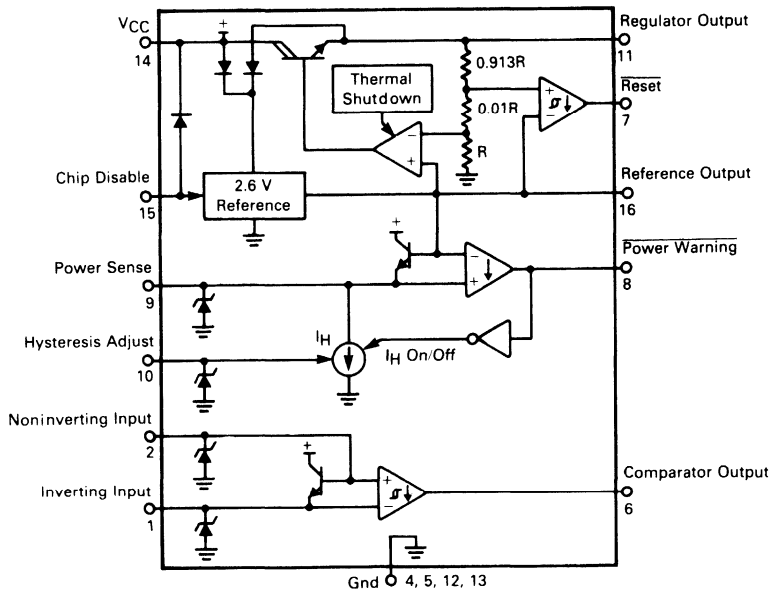 VCC
14
Regulator Output
11
Thermal
Shutdown
0.913R
0.01R
R
+
−
Reset
7
−
+
Chip Disable
15
2.6 V
Reference
Reference Output
16
+
−
+
Power Warning
8
Power Sense
9
IH
IH On/Off
Hysteresis Adjust
10
Noninverting Input
2
+
+
−
Comparator Output
6
Inverting Input
1
Gnd
4, 5, 12, 13
+